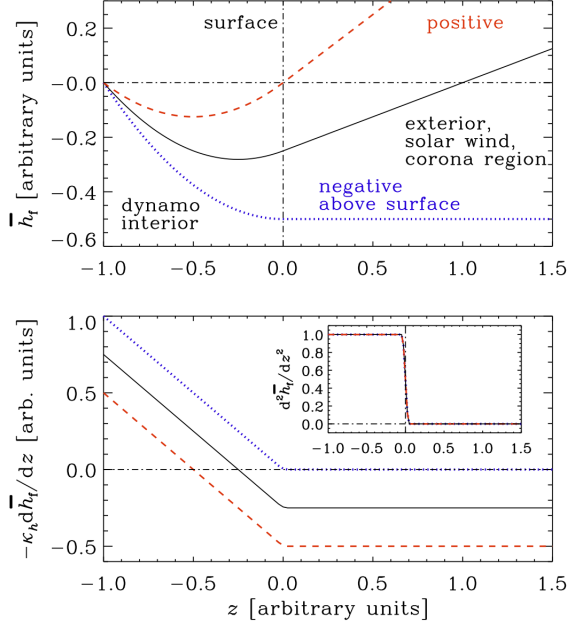 0.2
-0.0
-0.2
-0.4
-0.6
h̅_f [arbitrary units]
surface
positive
exterior,
solar wind,
corona region
negative
above surface
dynamo
interior
-1.0 -0.5 0.0 0.5 1.0 1.5
1.0
0.5
0.0
-0.5
-κ_h dh̅_f/dz [arb. units]
1.0
0.8
0.6
0.4
0.2
0.0
d²h̅_f/dz²
-1.0 -0.5 0.0 0.5 1.0 1.5
-1.0 -0.5 0.0 0.5 1.0 1.5
z [arbitrary units]